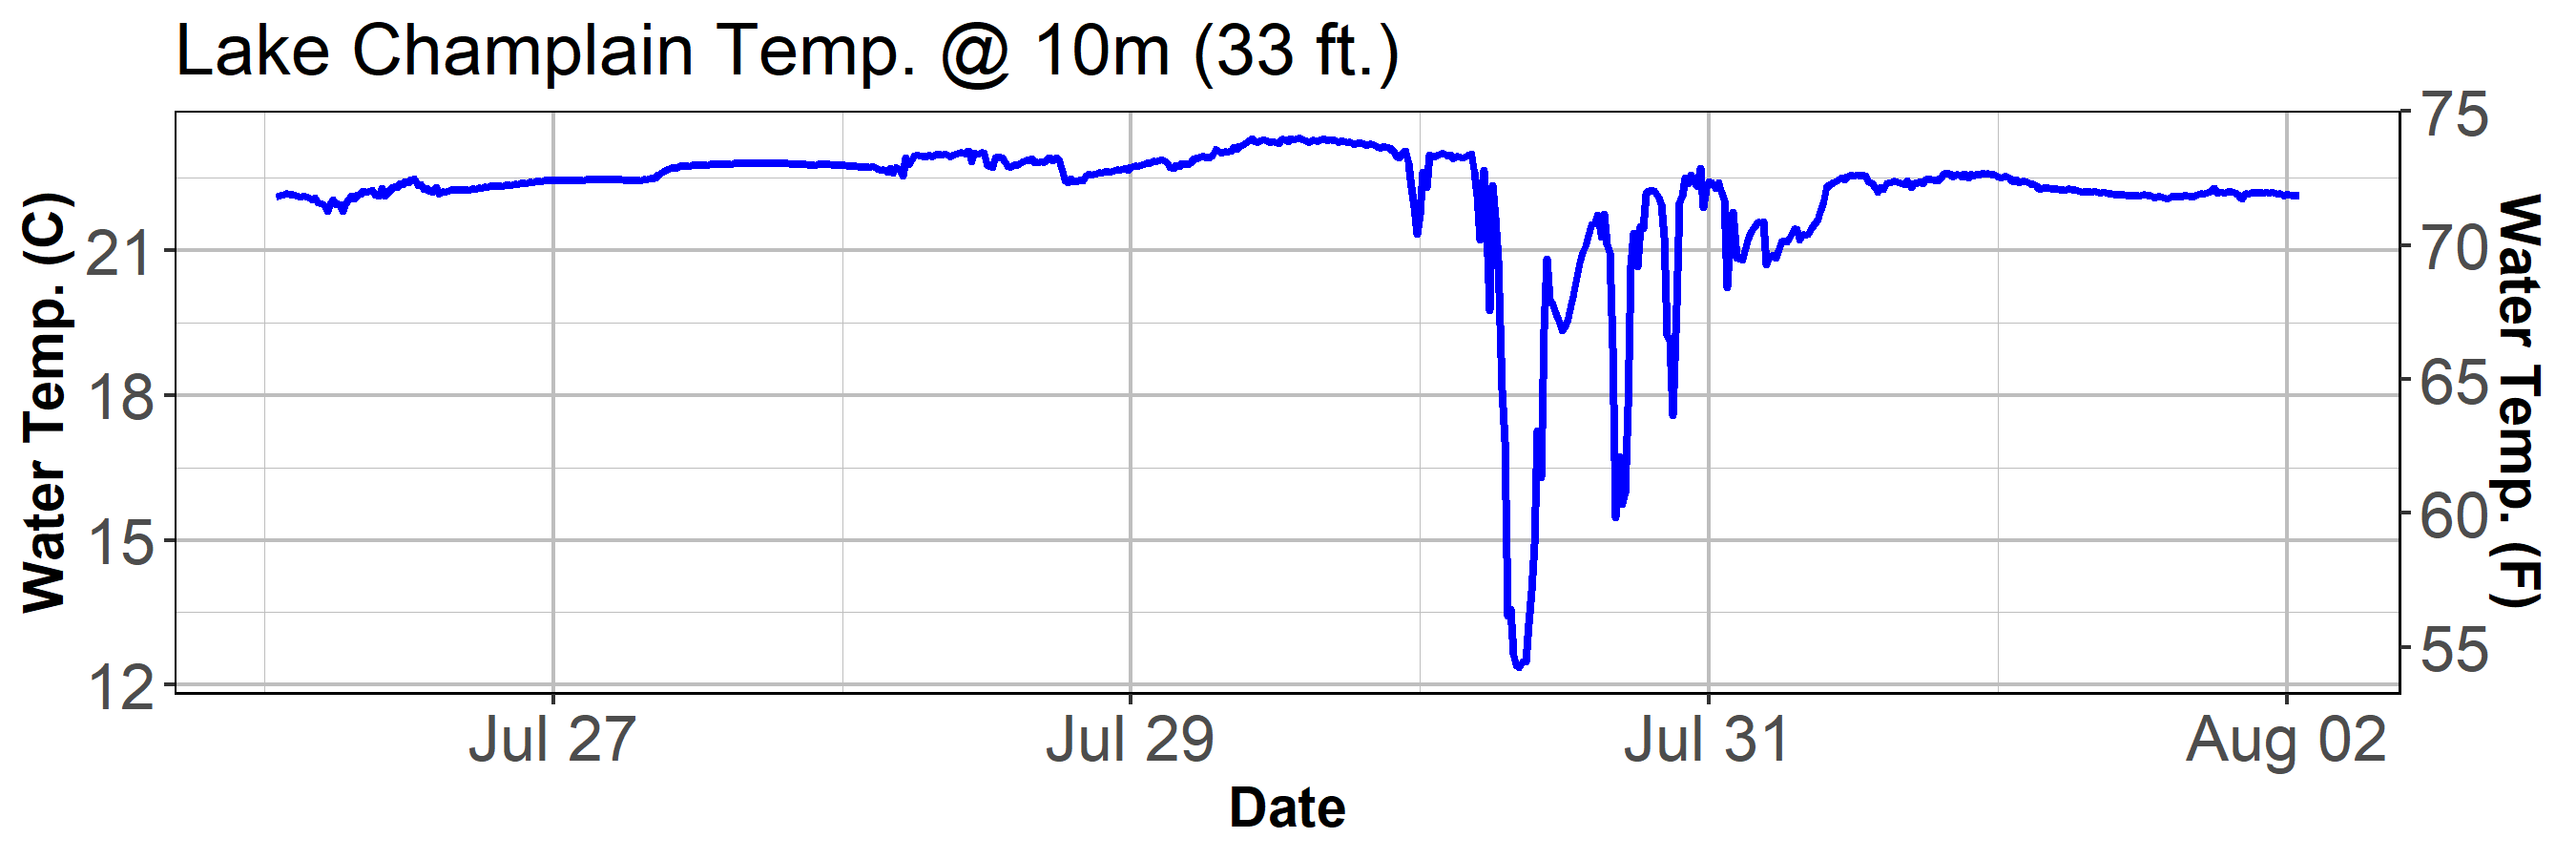 Lake Champlain Temp. @ 10m (33 ft.)
Water Temp. (C)
21
18
15
12
75
70
65
60
55
Water Temp. (F)
Jul 27
Jul 29
Jul 31
Aug 02
Date